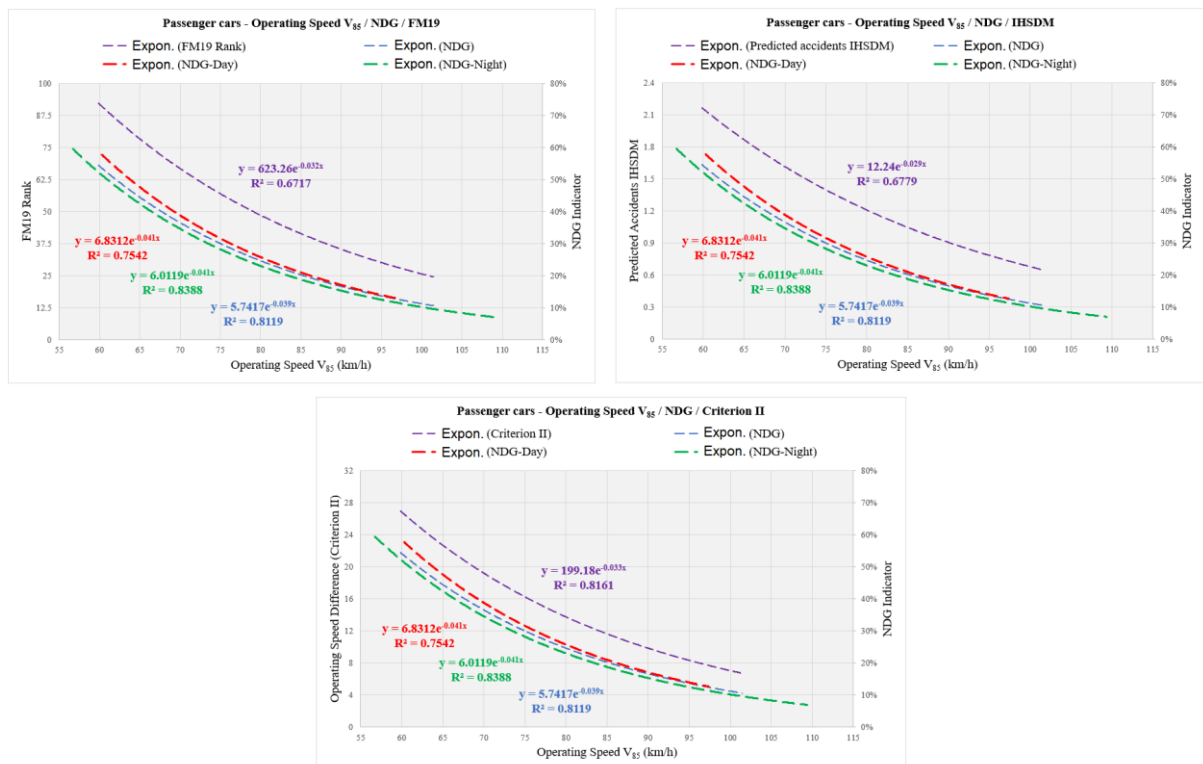 Passenger cars - Operating Speed V₈₅ / NDG / FM19
Expon. (FM19 Rank)
Expon. (NDG)
Expon. (NDG-Day)
Expon. (NDG-Night)
100
87.5
75
62.5
50
37.5
25
12.5
0
FM19 Rank
80%
70%
60%
50%
40%
30%
20%
10%
0%
NDG Indicator
y = 623.26e^-0.032x
R² = 0.6717
y = 6.8312e^-0.041x
R² = 0.7542
y = 6.0119e^-0.041x
R² = 0.8388
y = 5.7417e^-0.039x
R² = 0.8119
55 60 65 70 75 80 85 90 95 100 105 110 115
Operating Speed V₈₅ (km/h)
Passenger cars - Operating Speed V₈₅ / NDG / IHSDM
Expon. (Predicted accidents IHSDM)
Expon. (NDG)
Expon. (NDG-Day)
Expon. (NDG-Night)
2.4
2.1
1.8
1.5
1.2
0.9
0.6
0.3
0
Predicted Accidents IHSDM
80%
70%
60%
50%
40%
30%
20%
10%
0%
NDG Indicator
y = 12.24e^-0.029x
R² = 0.6779
y = 6.8312e^-0.041x
R² = 0.7542
y = 6.0119e^-0.041x
R² = 0.8388
y = 5.7417e^-0.039x
R² = 0.8119
55 60 65 70 75 80 85 90 95 100 105 110 115
Operating Speed V₈₅ (km/h)
Passenger cars - Operating Speed V₈₅ / NDG / Criterion II
Expon. (Criterion II)
Expon. (NDG)
Expon. (NDG-Day)
Expon. (NDG-Night)
32
28
24
20
16
12
8
4
0
Operating Speed Difference (Criterion II)
80%
70%
60%
50%
40%
30%
20%
10%
0%
NDG Indicator
y = 199.18e^-0.033x
R² = 0.8161
y = 6.8312e^-0.041x
R² = 0.7542
y = 6.0119e^-0.041x
R² = 0.8388
y = 5.7417e^-0.039x
R² = 0.8119
55 60 65 70 75 80 85 90 95 100 105 110 115
Operating Speed V₈₅ (km/h)